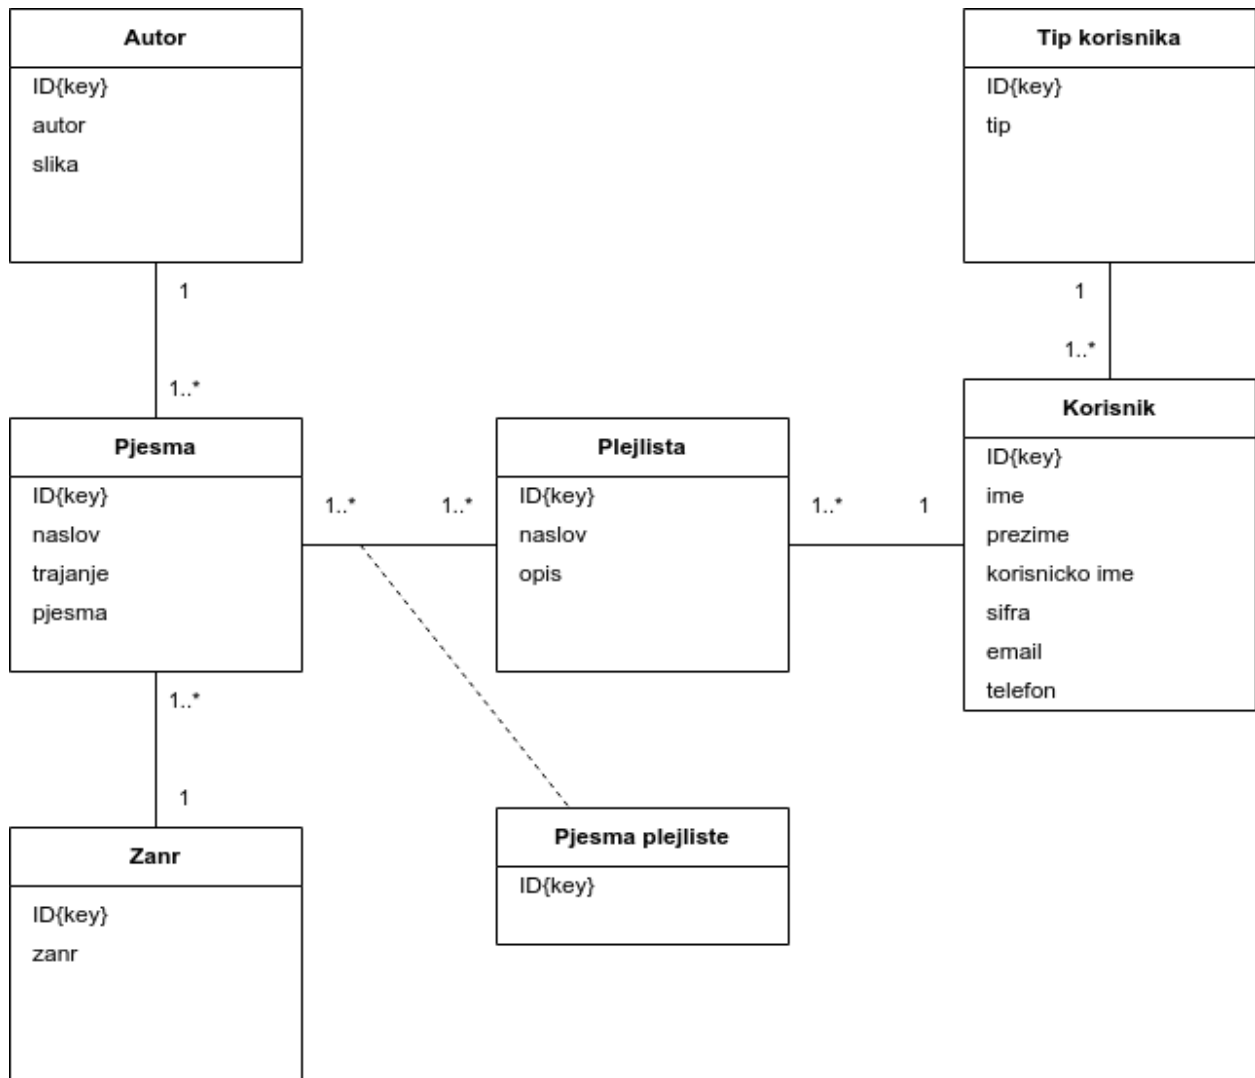 Autor
ID{key}
autor
slika
Tip korisnika
ID{key}
tip
1
1..*
1
1..*
Pjesma
ID{key}
naslov
trajanje
pjesma
1..*
1..*
Plejlista
ID{key}
naslov
opis
1..*
1
Korisnik
ID{key}
ime
prezime
korisnicko ime
sifra
email
telefon
1..*
1
Zanr
ID{key}
zanr
Pjesma plejliste
ID{key}